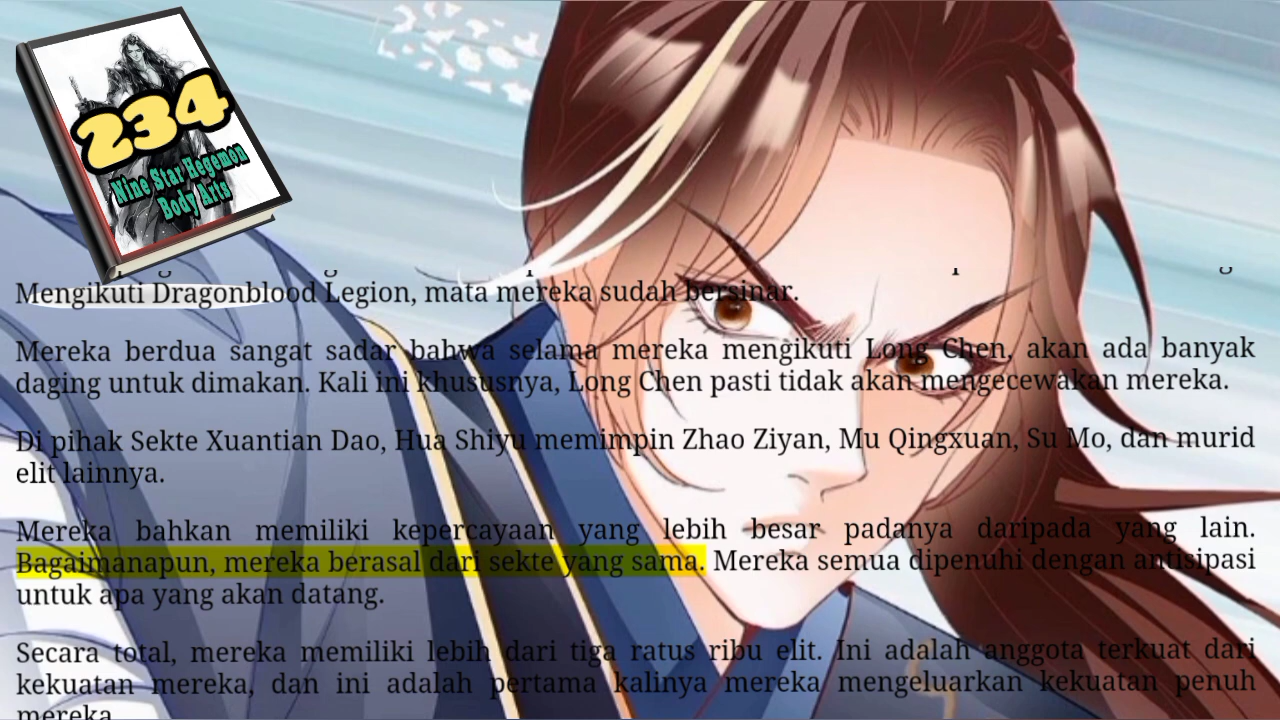 234
Nine Star Hegemon
Body Arts
Mengikuti Dragonblood Legion, mata mereka sudah bersinar.
Mereka berdua sangat sadar bahwa selama mereka mengikuti Long Chen, akan ada banyak
daging untuk dimakan. Kali ini khususnya, Long Chen pasti tidak akan mengecewakan mereka.
Di pihak Sekte Xuantian Dao, Hua Shiyu memimpin Zhao Ziyan, Mu Qingxuan, Su Mo, dan murid
elit lainnya.
Mereka bahkan memiliki kepercayaan yang lebih besar padanya daripada yang lain.
Bagaimanapun, mereka berasal dari sekte yang sama. Mereka semua dipenuhi dengan antisipasi
untuk apa yang akan datang.
Secara total, mereka memiliki lebih dari tiga ratus ribu elit. Ini adalah anggota terkuat dari
kekuatan mereka, dan ini adalah pertama kalinya mereka mengeluarkan kekuatan penuh
mereka.